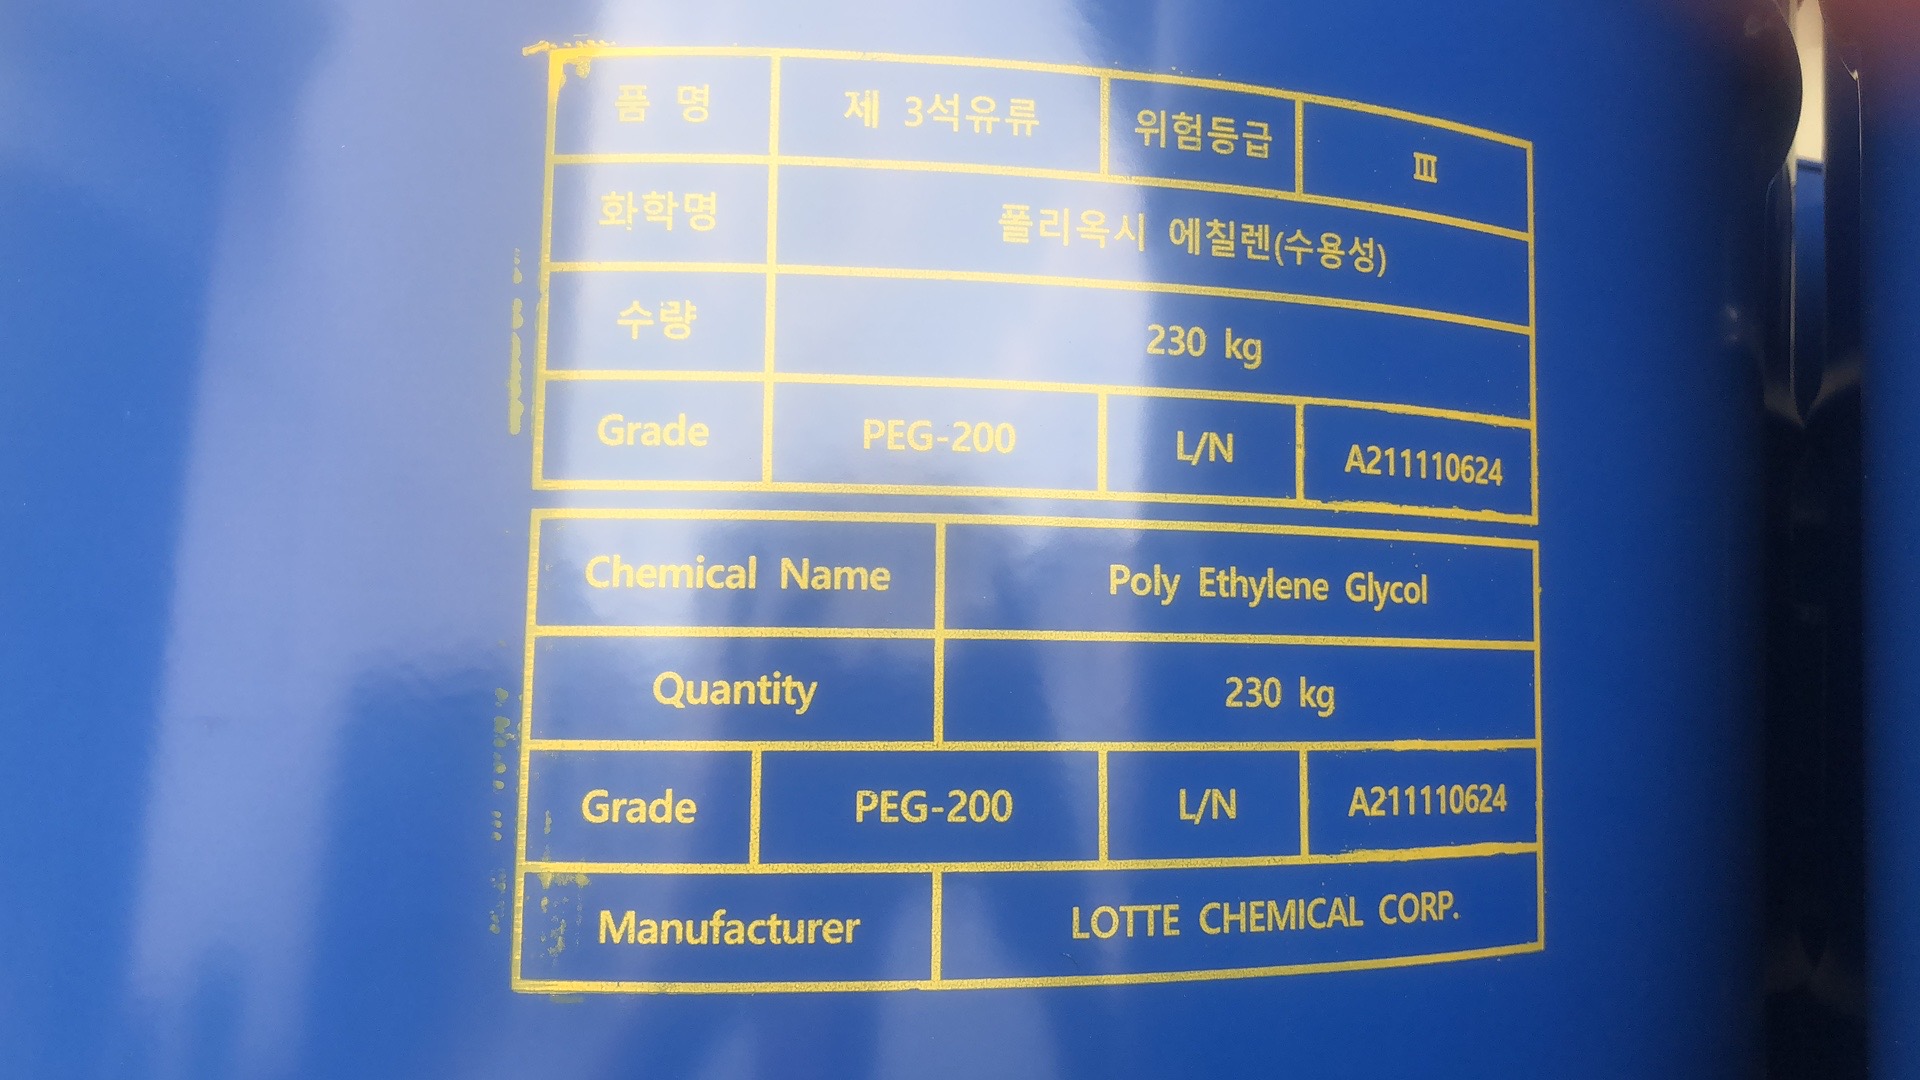 품 명 제 3석유류 위험등급 Ⅲ
화학명 폴리옥시 에칠렌(수용성)
수량 230 kg
Grade PEG-200 L/N A211110624
Chemical Name Poly Ethylene Glycol
Quantity 230 kg
Grade PEG-200 L/N A211110624
Manufacturer LOTTE CHEMICAL CORP.